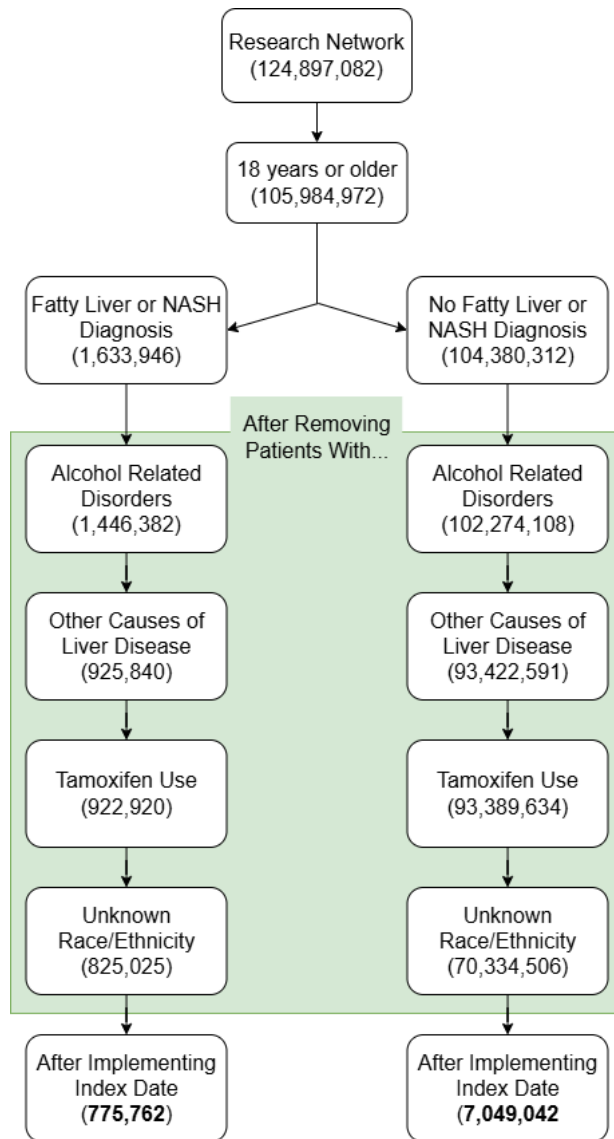 Research Network
(124,897,082)
18 years or older
(105,984,972)
Fatty Liver or NASH
Diagnosis
(1,633,946)
No Fatty Liver or
NASH Diagnosis
(104,380,312)
After Removing
Patients With...
Alcohol Related
Disorders
(1,446,382)
Alcohol Related
Disorders
(102,274,108)
Other Causes of
Liver Disease
(925,840)
Other Causes of
Liver Disease
(93,422,591)
Tamoxifen Use
(922,920)
Tamoxifen Use
(93,389,634)
Unknown
Race/Ethnicity
(825,025)
Unknown
Race/Ethnicity
(70,334,506)
After Implementing
Index Date
(775,762)
After Implementing
Index Date
(7,049,042